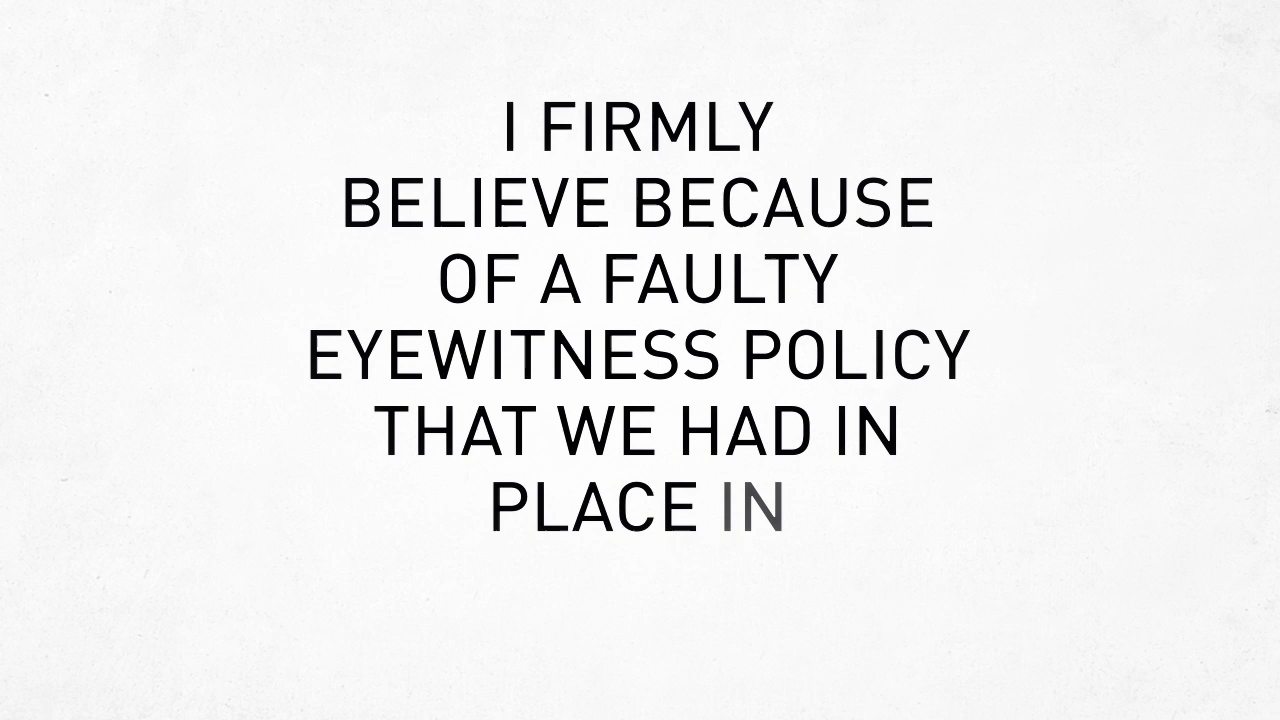 I FIRMLY
BELIEVE BECAUSE
OF A FAULTY
EYEWITNESS POLICY
THAT WE HAD IN
PLACE IN